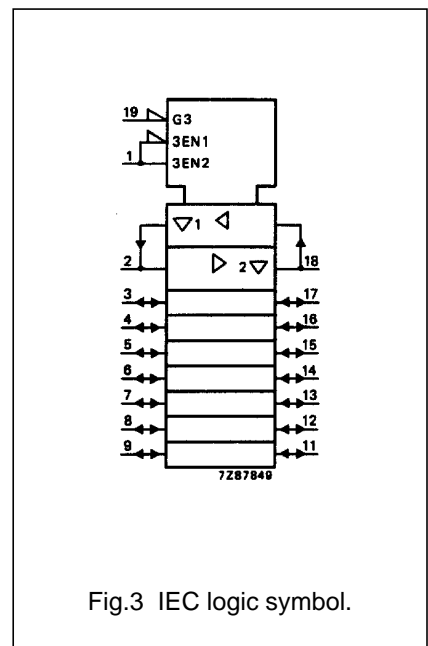 19 G3
3EN1
1 3EN2
▽1 ◁
2 ▷ 2▽ 18
3 17
4 16
5 15
6 14
7 13
8 12
9 11
7Z87849
Fig.3 IEC logic symbol.